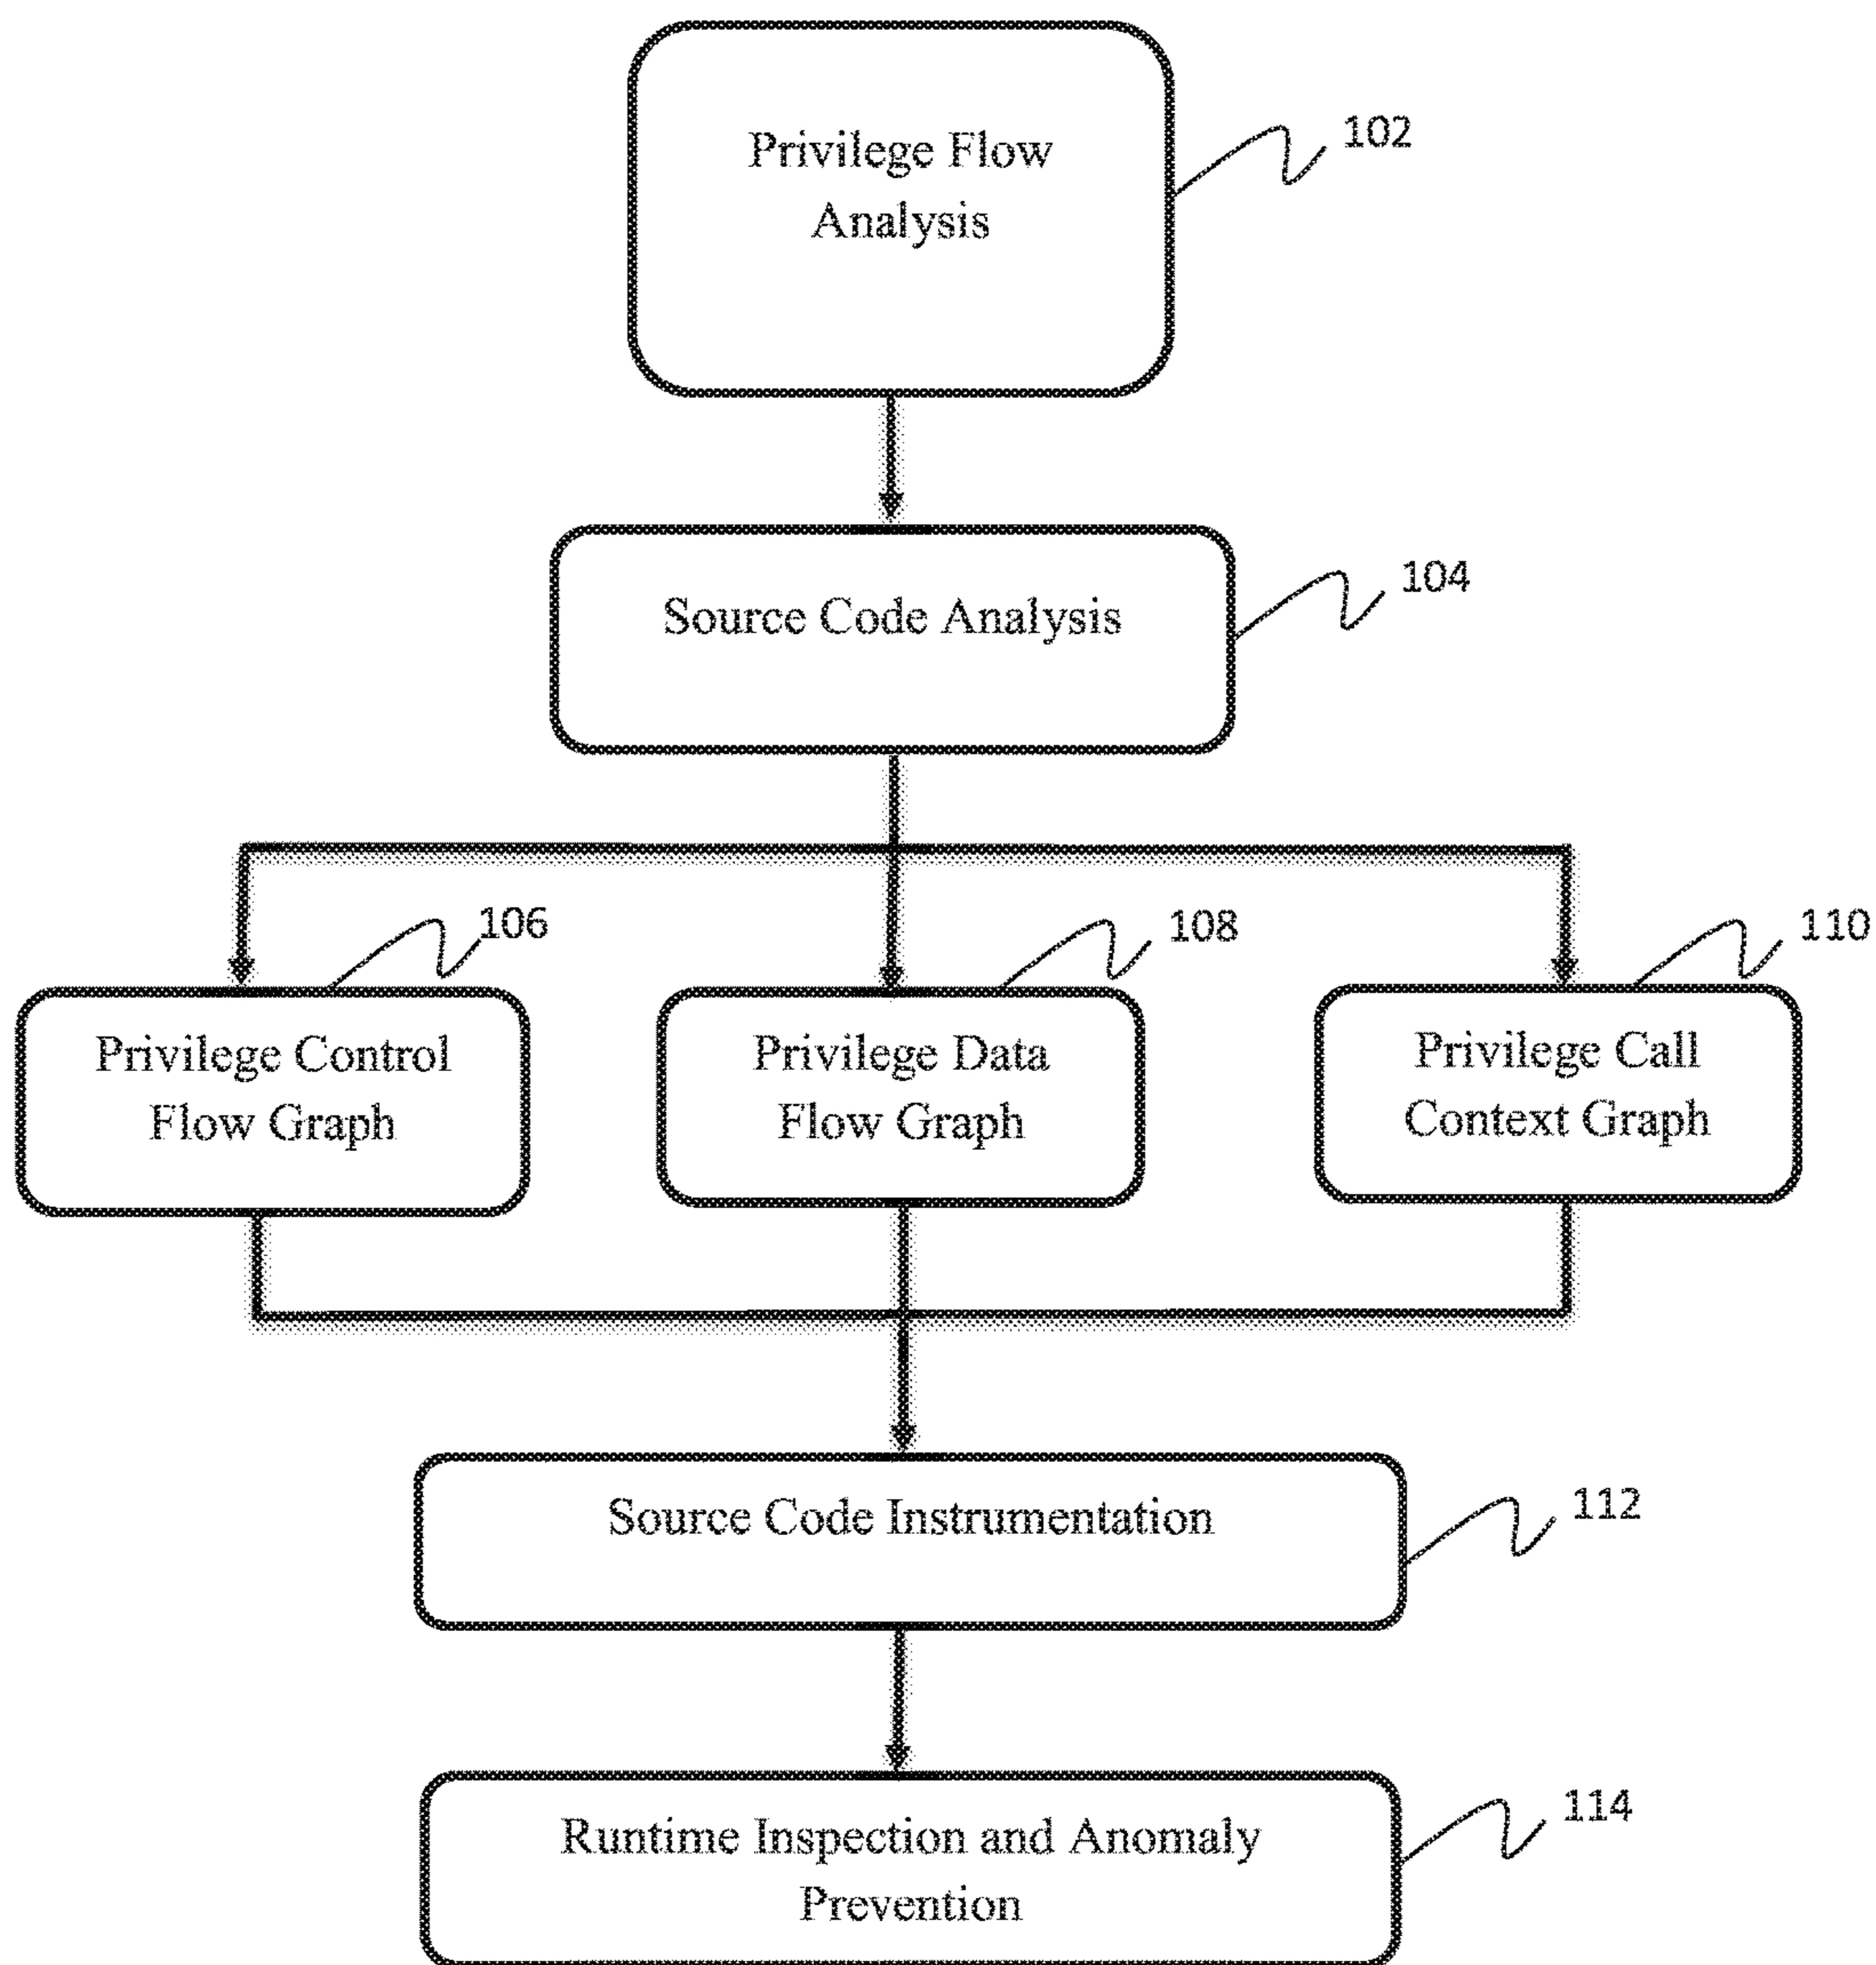 Privilege Flow
Analysis
102
Source Code Analysis
104
106
108
110
Privilege Control
Flow Graph
Privilege Data
Flow Graph
Privilege Call
Context Graph
Source Code Instrumentation
112
Runtime Inspection and Anomaly
Prevention
114